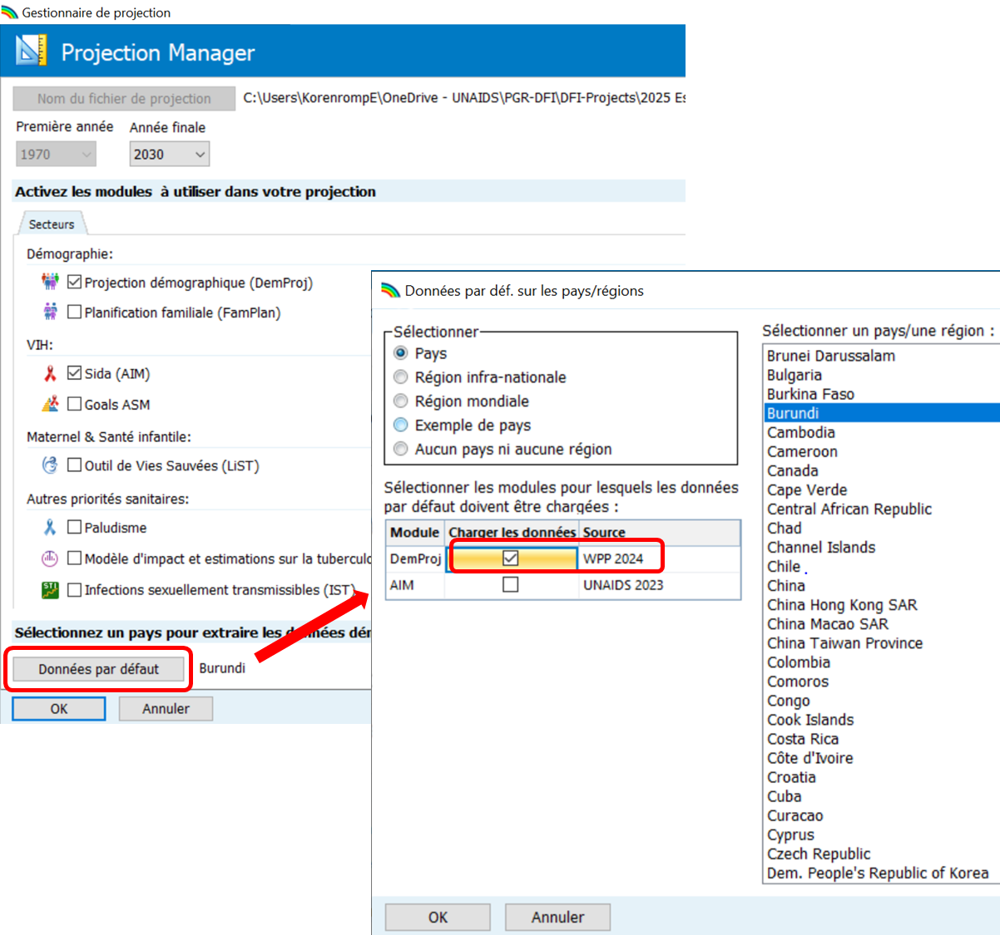 Gestionnaire de projection
Projection Manager
Nom du fichier de projection
C:\Users\KorenrompE\OneDrive - UNAIDS\PGR-DFI\DFI-Projects\2025 Es
Première année
Année finale
1970
2030
Activez les modules à utiliser dans votre projection
Secteurs
Démographie:
Projection démographique (DemProj)
Planification familiale (FamPlan)
VIH:
Sida (AIM)
Goals ASM
Maternel & Santé infantile:
Outil de Vies Sauvées (LiST)
Autres priorités sanitaires:
Paludisme
Modèle d'impact et estimations sur la tuberculo
STI
Infections sexuellement transmissibles (IST)
Sélectionnez un pays pour extraire les données dém
Données par défaut
Burundi
OK
Annuler
Données par déf. sur les pays/régions
Sélectionner
Pays
Région infra-nationale
Région mondiale
Exemple de pays
Aucun pays ni aucune région
Sélectionner les modules pour lesquels les données
par défaut doivent être chargées :
Module Charger les données Source
DemProj WPP 2024
AIM UNAIDS 2023
Sélectionner un pays/une région :
Brunei Darussalam
Bulgaria
Burkina Faso
Burundi
Cambodia
Cameroon
Canada
Cape Verde
Central African Republic
Chad
Channel Islands
Chile
China
China Hong Kong SAR
China Macao SAR
China Taiwan Province
Colombia
Comoros
Congo
Cook Islands
Costa Rica
Côte d'Ivoire
Croatia
Cuba
Curacao
Cyprus
Czech Republic
Dem. People's Republic of Korea
OK
Annuler